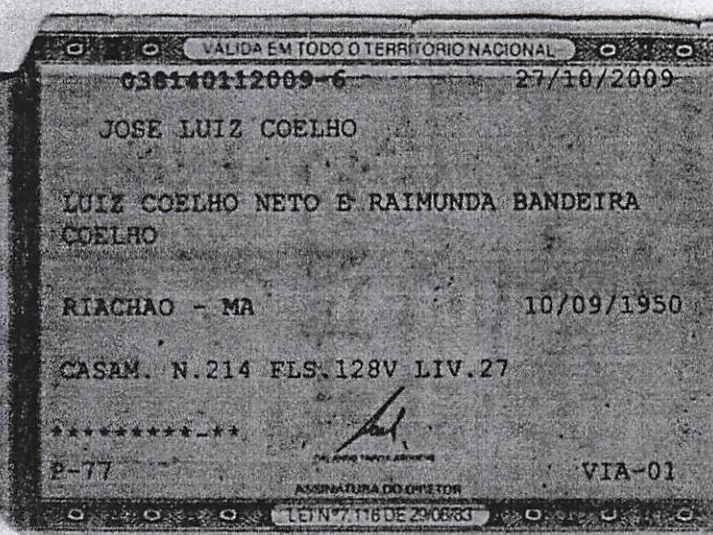 VÁLIDA EM TODO O TERRITÓRIO NACIONAL
038140112009-6 27/10/2009
JOSE LUIZ COELHO
LUIZ COELHO NETO E RAIMUNDA BANDEIRA
COELHO
RIACHAO - MA 10/09/1950
CASAM. N.214 FLS.128V LIV.27
*********-**
P-77 VIA-01
ASSINATURA DO DIRETOR
LEI Nº 7.116 DE 29/08/83